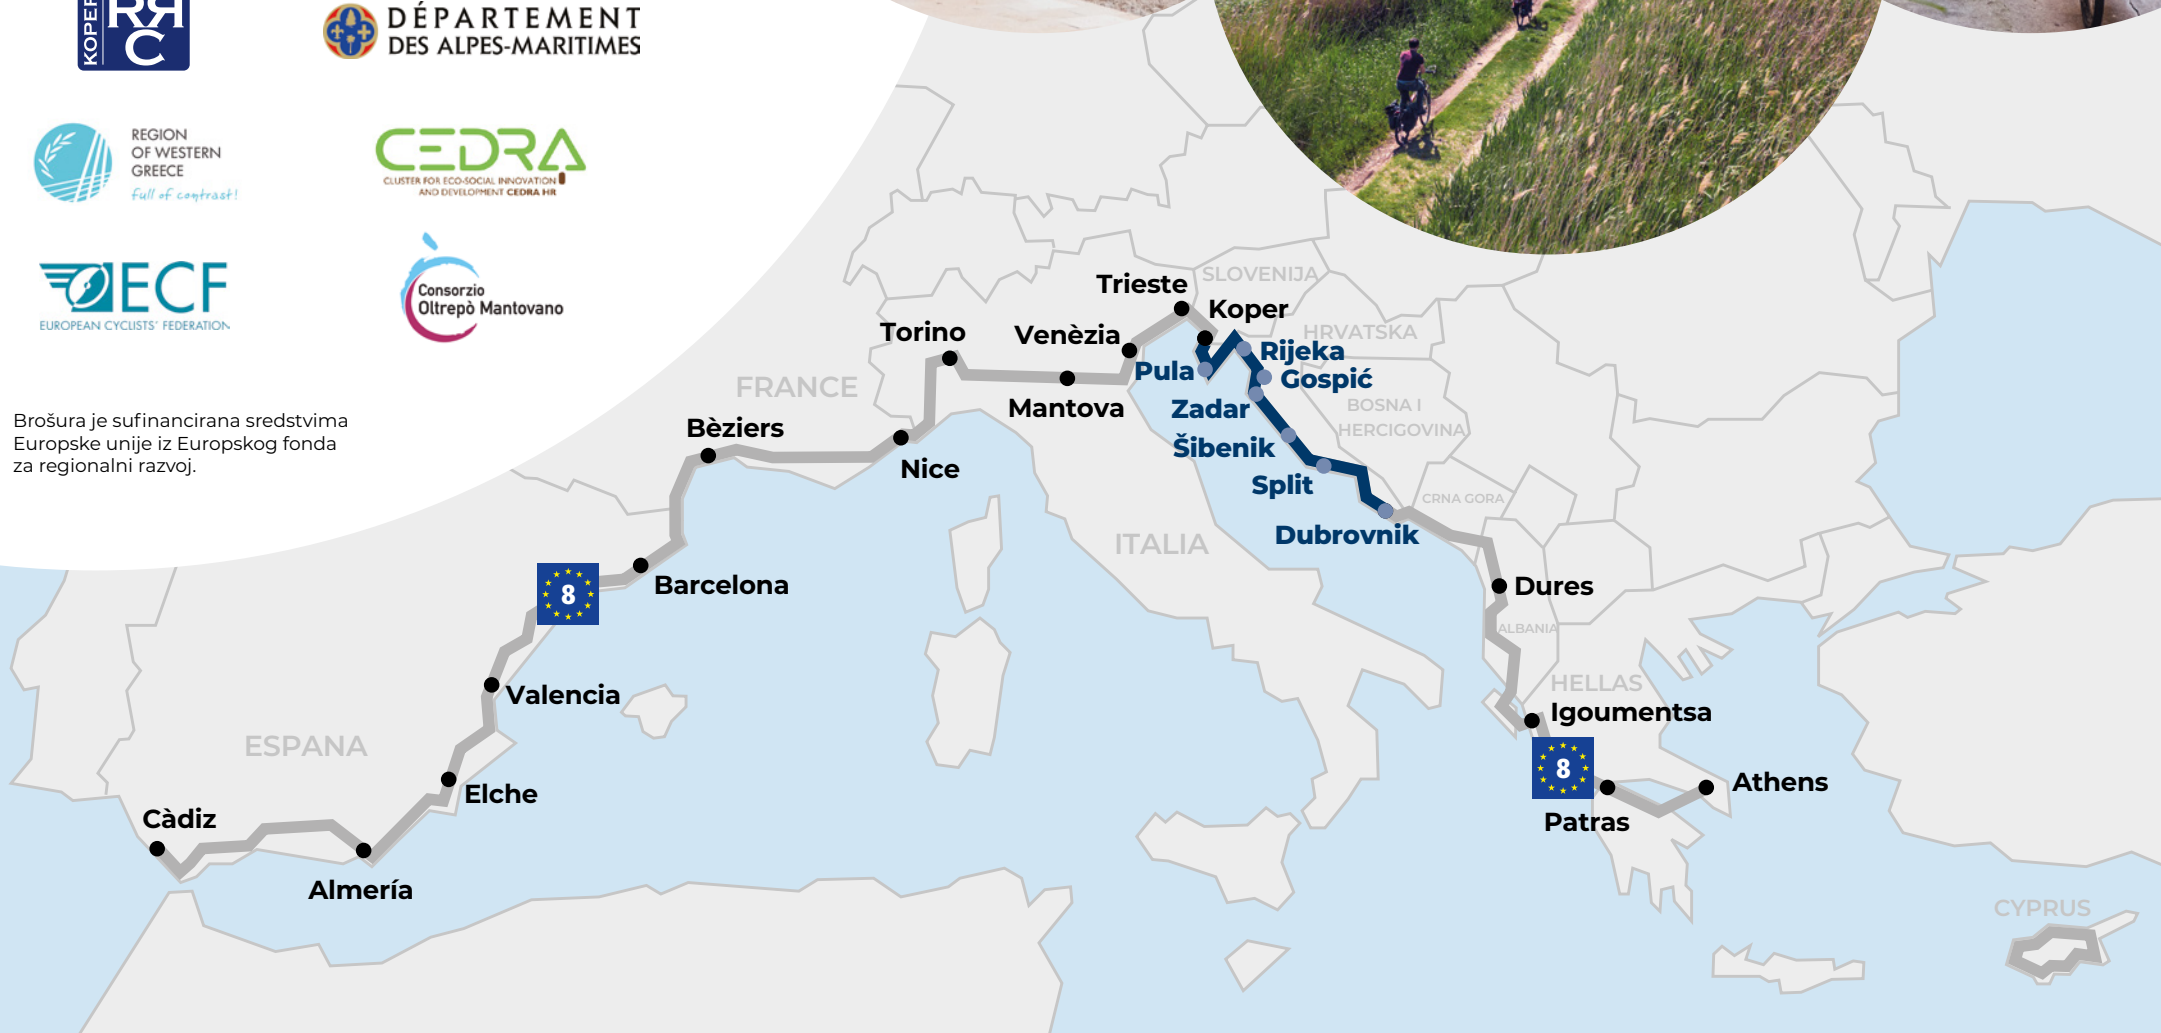 KOPER
RRC
DÉPARTEMENT
DES ALPES-MARITIMES
REGION
OF WESTERN
GREECE
full of contrast!
CEDRA
CLUSTER FOR ECO-SOCIAL INNOVATION
AND DEVELOPMENT CEDRA HR
ECF
EUROPEAN CYCLISTS' FEDERATION
Consorzio
Oltrepò Mantovano
Brošura je sufinancirana sredstvima
Europske unije iz Europskog fonda
za regionalni razvoj.
SLOVENIJA
Trieste
Koper
HRVATSKA
Torino
Venèzia
Rijeka
Pula
Gospić
FRANCE
Mantova
Zadar
BOSNA I
HERCIGOVINA
Bèziers
Šibenik
Nice
Split
CRNA GORA
Dubrovnik
ITALIA
Barcelona
8
Dures
ALBANIA
Valencia
HELLAS
Igoumentsa
ESPANA
8
Athens
Elche
Càdiz
Patras
Almería
CYPRUS